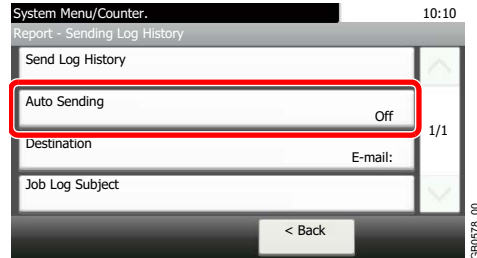 System Menu/Counter.
10:10
Report - Sending Log History
Send Log History
Auto Sending
Off
1/1
Destination
E-mail:
Job Log Subject
< Back
GB0578_00